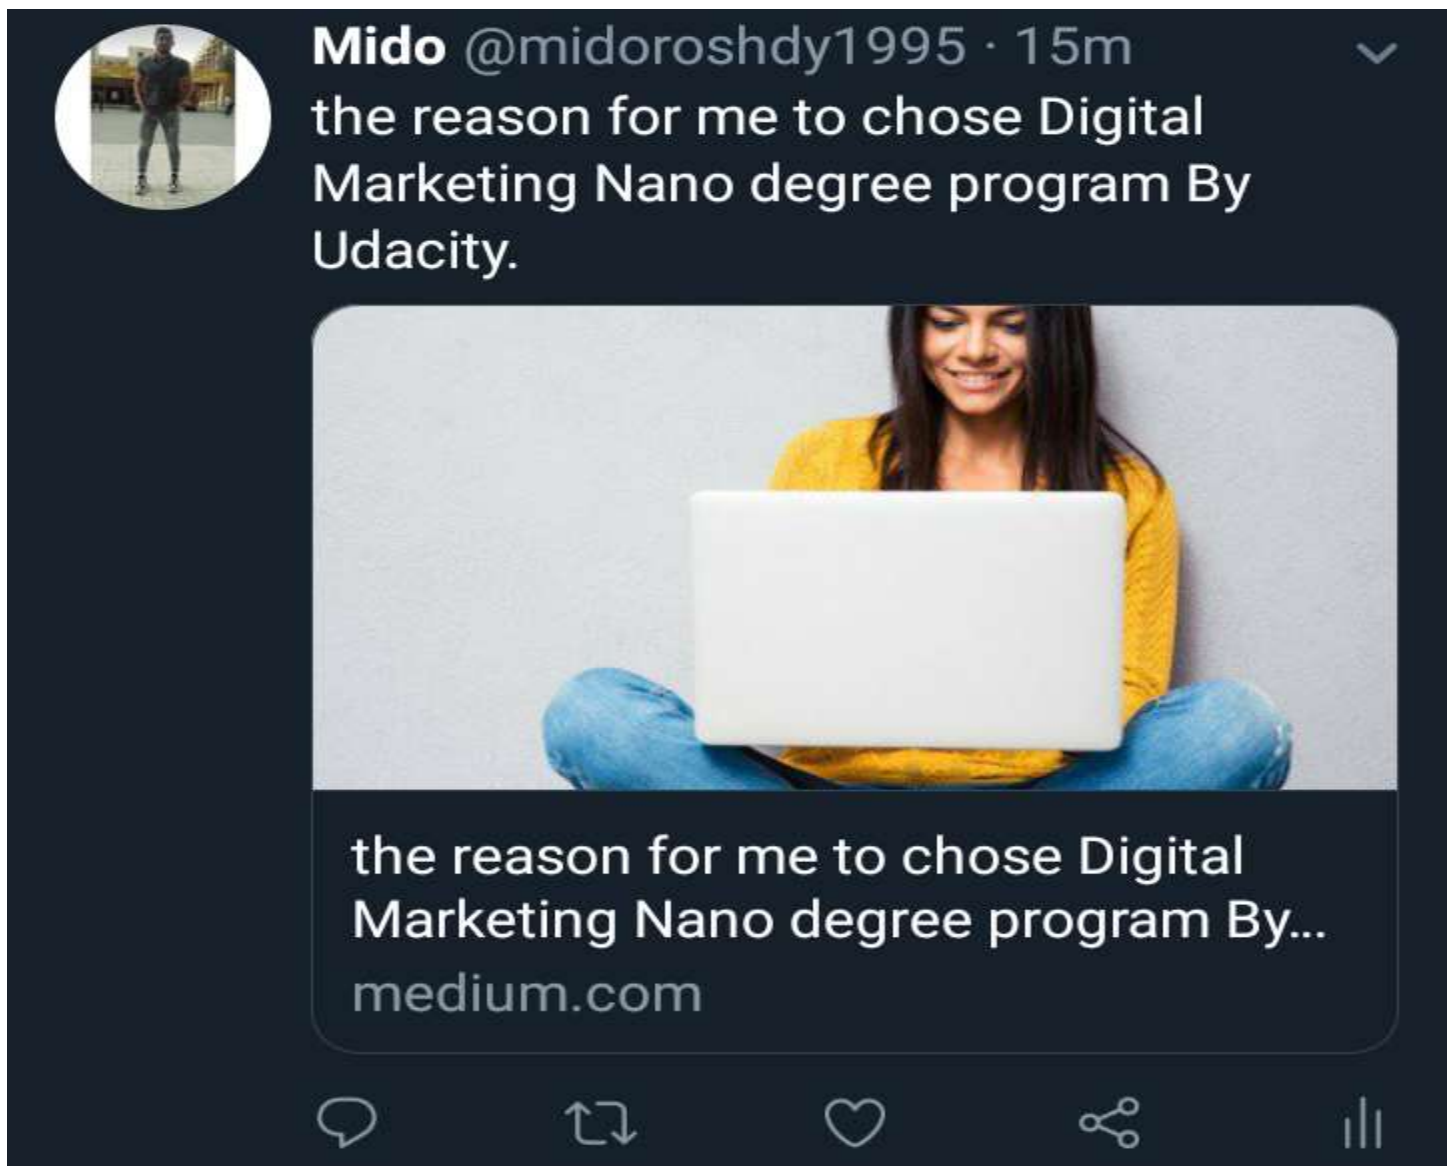 Mido @midoroshdy1995 · 15m
the reason for me to chose Digital
Marketing Nano degree program By
Udacity.
the reason for me to chose Digital
Marketing Nano degree program By...
medium.com